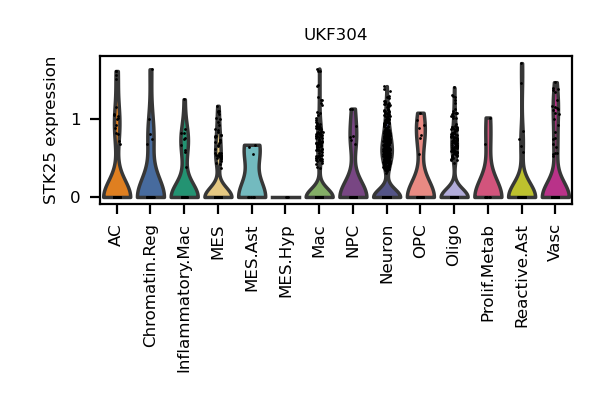 UKF304
STK25 expression
1
0
AC
Chromatin.Reg
Inflammatory.Mac
MES
MES.Ast
MES.Hyp
Mac
NPC
Neuron
OPC
Oligo
Prolif.Metab
Reactive.Ast
Vasc